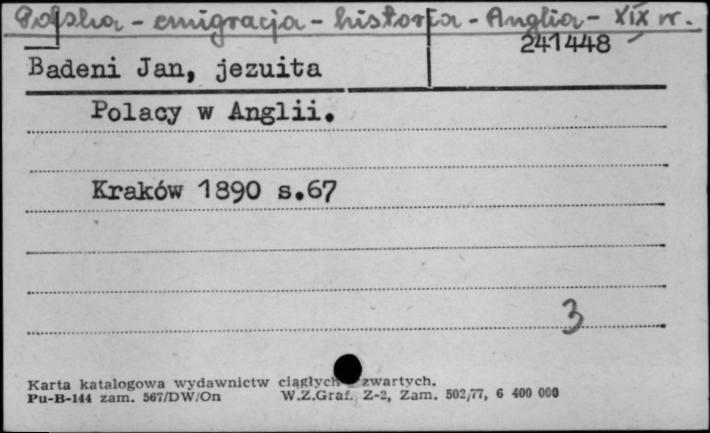 Polska - emigracja - historia - Anglia - XIX w.
241448
Badeni Jan, jezuita
Polacy w Anglii.
Kraków 1890 s.67
3
Karta katalogowa wydawnictw ciągłych zwartych.
Pu-B-144 zam. 567/DW/On W.Z.Graf. Z-2, Zam. 502/77, 6 400 000